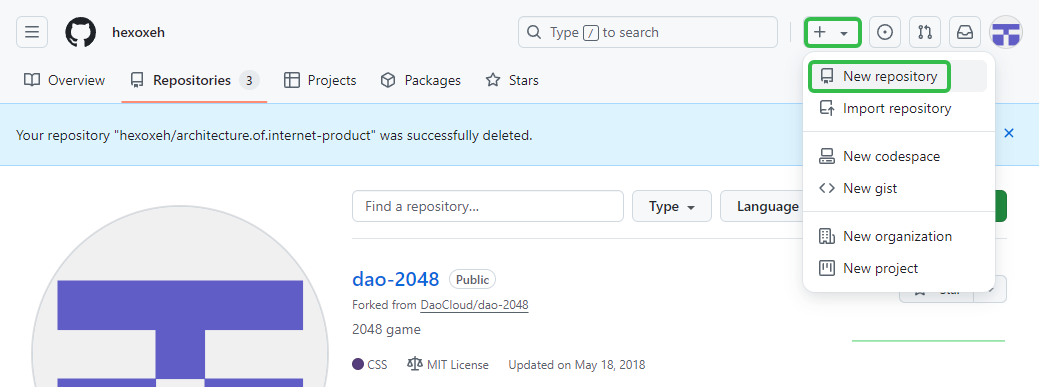 hexoxeh
Type / to search
Overview
Repositories 3
Projects
Packages
Stars
New repository
Import repository
New codespace
New gist
New organization
New project
Your repository "hexoxeh/architecture.of.internet-product" was successfully deleted.
Find a repository...
Type
Language
dao-2048 Public
Forked from DaoCloud/dao-2048
2048 game
CSS MIT License Updated on May 18, 2018